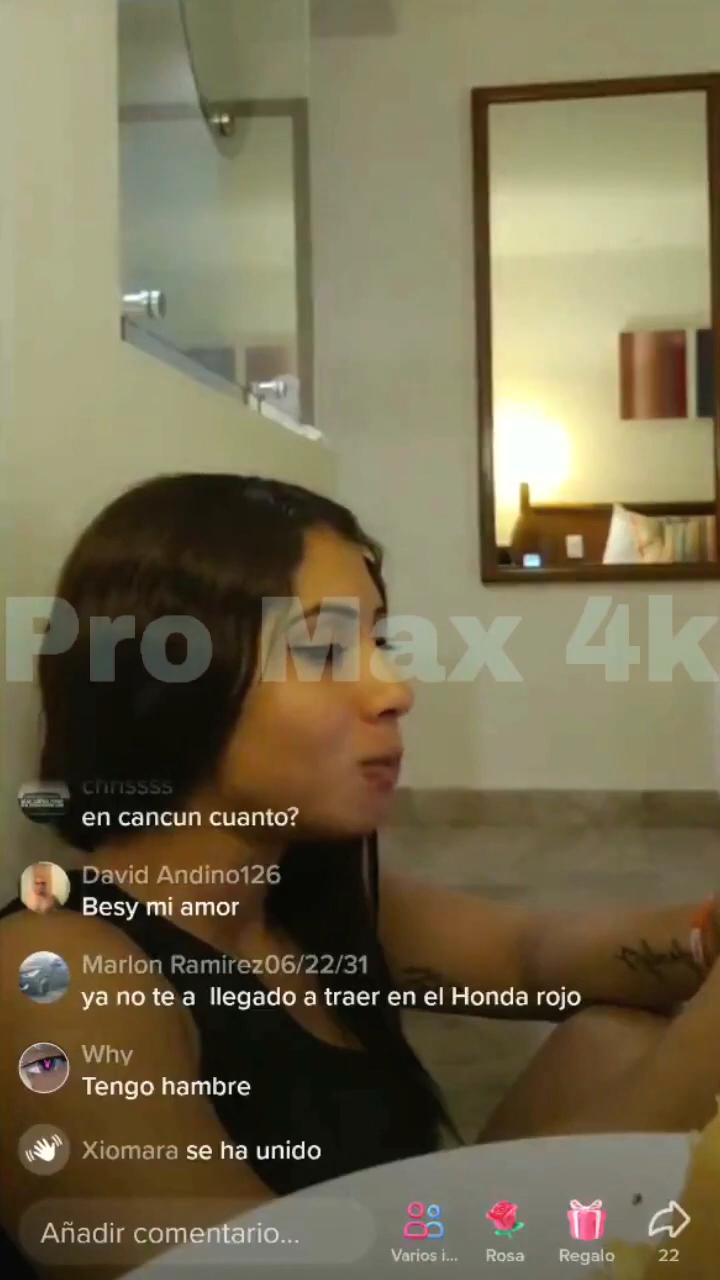 Pro Max 4k
chrissss
en cancun cuanto?
David Andino126
Besy mi amor
Marlon Ramirez06/22/31
ya no te a llegado a traer en el Honda rojo
Why
Tengo hambre
Xiomara se ha unido
Añadir comentario...
Varios i...
Rosa
Regalo
22